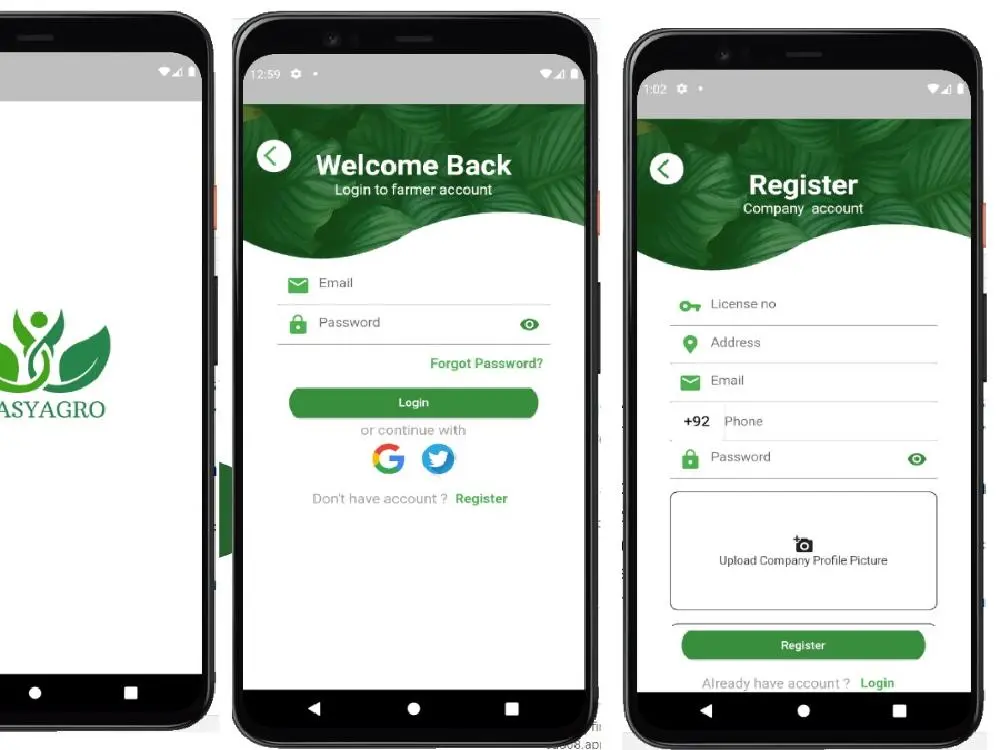 ASYAGRO
12:59
Welcome Back
Login to farmer account
Email
Password
Forgot Password?
Login
or continue with
Don't have account ? Register
1:02
Register
Company account
License no
Address
Email
+92 Phone
Password
Upload Company Profile Picture
Register
Already have account ? Login